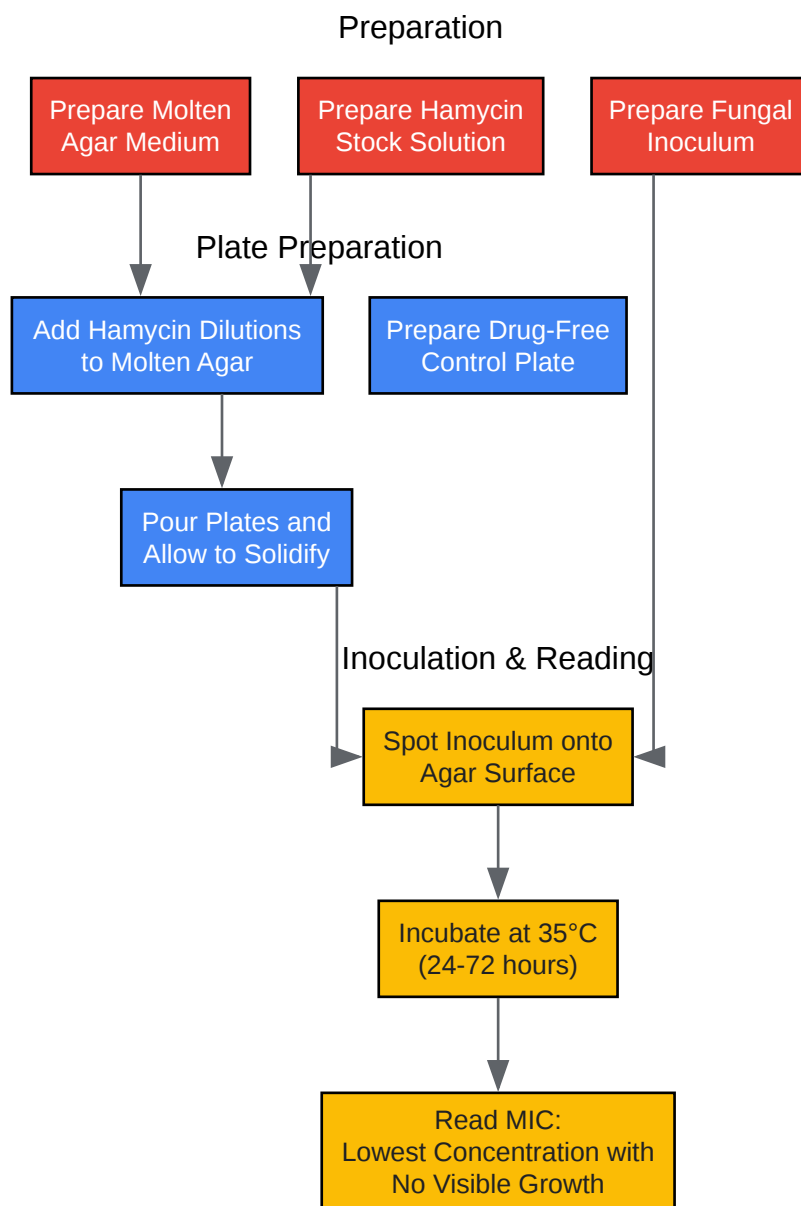 Preparation
Prepare Molten
Agar Medium
Prepare Hamycin
Stock Solution
Prepare Fungal
Inoculum
Plate Preparation
Add Hamycin Dilutions
to Molten Agar
Prepare Drug-Free
Control Plate
Pour Plates and
Allow to Solidify
Inoculation & Reading
Spot Inoculum onto
Agar Surface
Incubate at 35°C
(24-72 hours)
Read MIC:
Lowest Concentration with
No Visible Growth